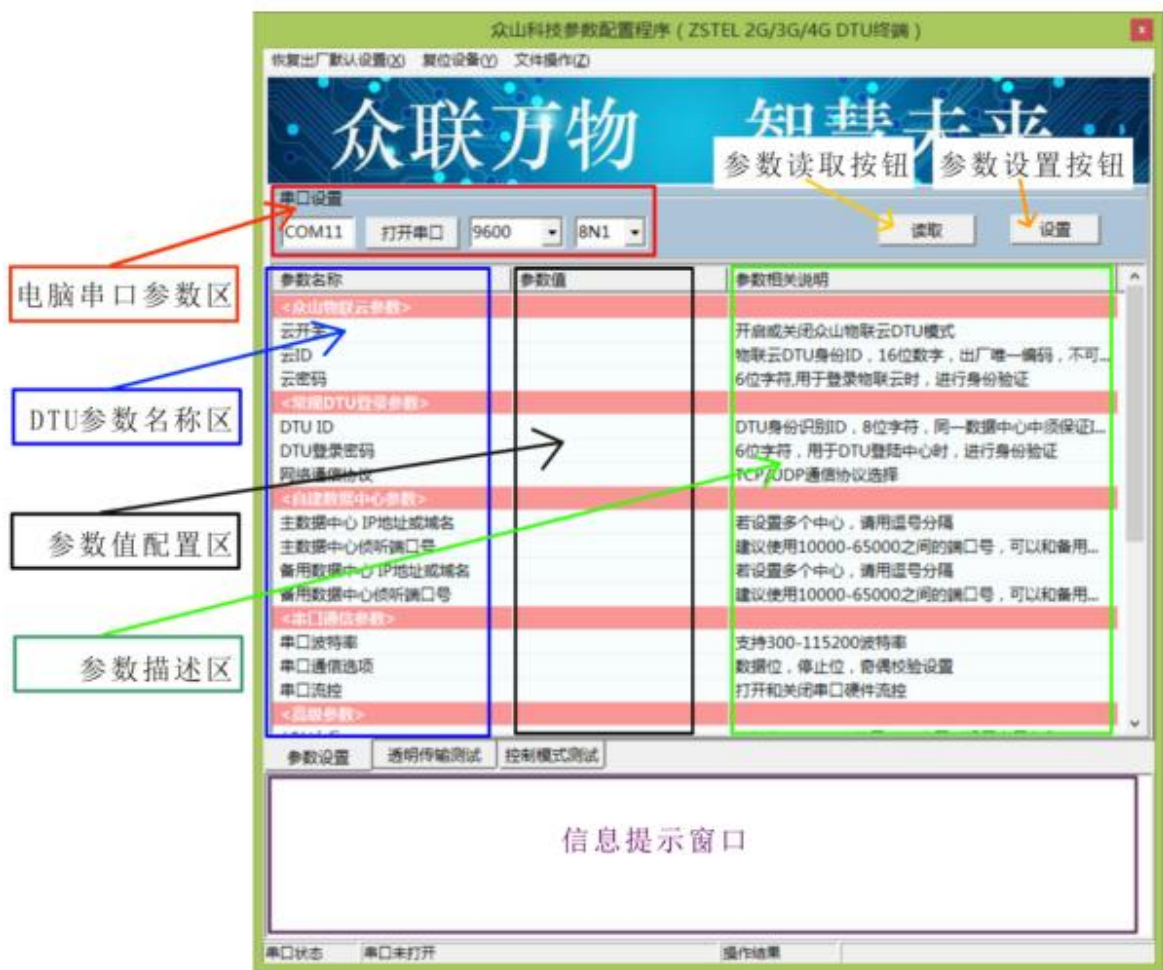 众山科技参数配置程序 ( ZSTEL 2G/3G/4G DTU终端 )
恢复出厂默认设置(X) 复位设备(Y) 文件操作(Z)
众联万物 智慧未来
参数读取按钮 参数设置按钮
串口设置
COM11 打开串口 9600 8N1 读取 设置
电脑串口参数区
参数名称 参数值 参数相关说明
<众山物联云参数>
云开关 开启或关闭众山物联云DTU模式
云ID 物联云DTU身份ID，16位数字，出厂唯一编码，不可...
云密码 6位字符,用于登录物联云时，进行身份验证
<常规DTU登录参数>
DTU参数名称区
DTU ID DTU身份识别ID，8位字符，同一数据中心中须保证I...
DTU登录密码 6位字符，用于DTU登陆中心时，进行身份验证
网络通信协议 TCP/UDP通信协议选择
<自建数据中心参数>
主数据中心 IP地址或域名 若设置多个中心，请用逗号分隔
参数值配置区
主数据中心侦听端口号 建议使用10000-65000之间的端口号，可以和备用...
备用数据中心 IP地址或域名 若设置多个中心，请用逗号分隔
备用数据中心侦听端口号 建议使用10000-65000之间的端口号，可以和备用...
<串口通信参数>
串口波特率 支持300-115200波特率
参数描述区
串口通信选项 数据位，停止位，奇偶校验设置
串口流控 打开和关闭串口硬件流控
<高级参数>
参数设置 透明传输测试 控制模式测试
信息提示窗口
串口状态 串口未打开 操作结果